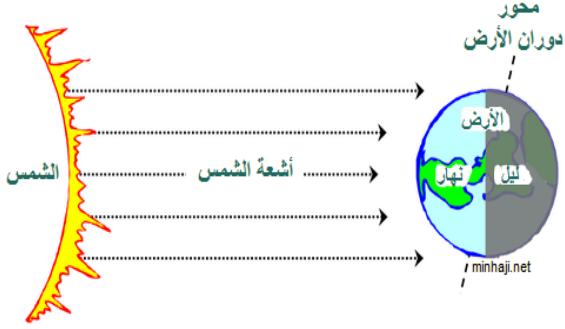 محور
دوران الأرض
الأرض
الشمس
أشعة الشمس
نهار
ليل
minhaji.net